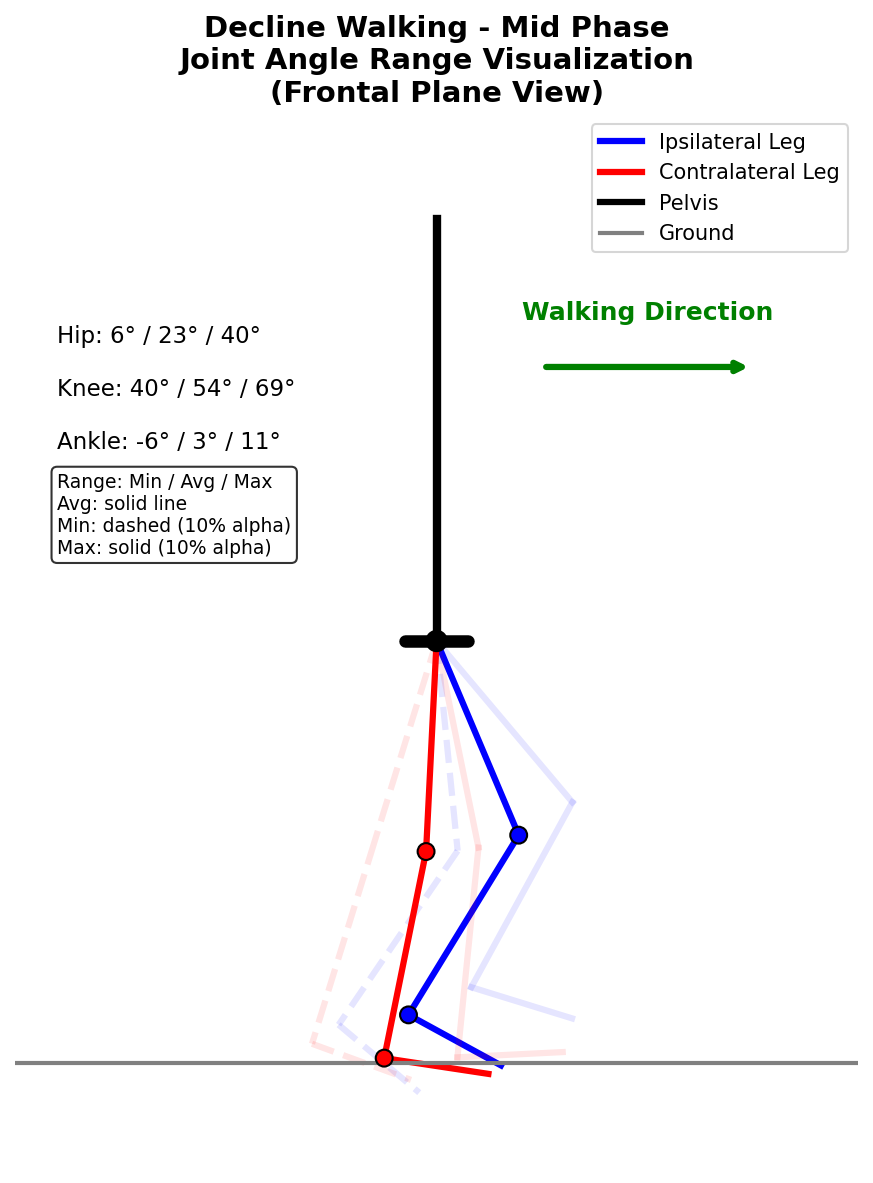 Decline Walking - Mid Phase
Joint Angle Range Visualization
(Frontal Plane View)
Ipsilateral Leg
Contralateral Leg
Pelvis
Ground
Walking Direction
Hip: 6° / 23° / 40°
Knee: 40° / 54° / 69°
Ankle: -6° / 3° / 11°
Range: Min / Avg / Max
Avg: solid line
Min: dashed (10% alpha)
Max: solid (10% alpha)